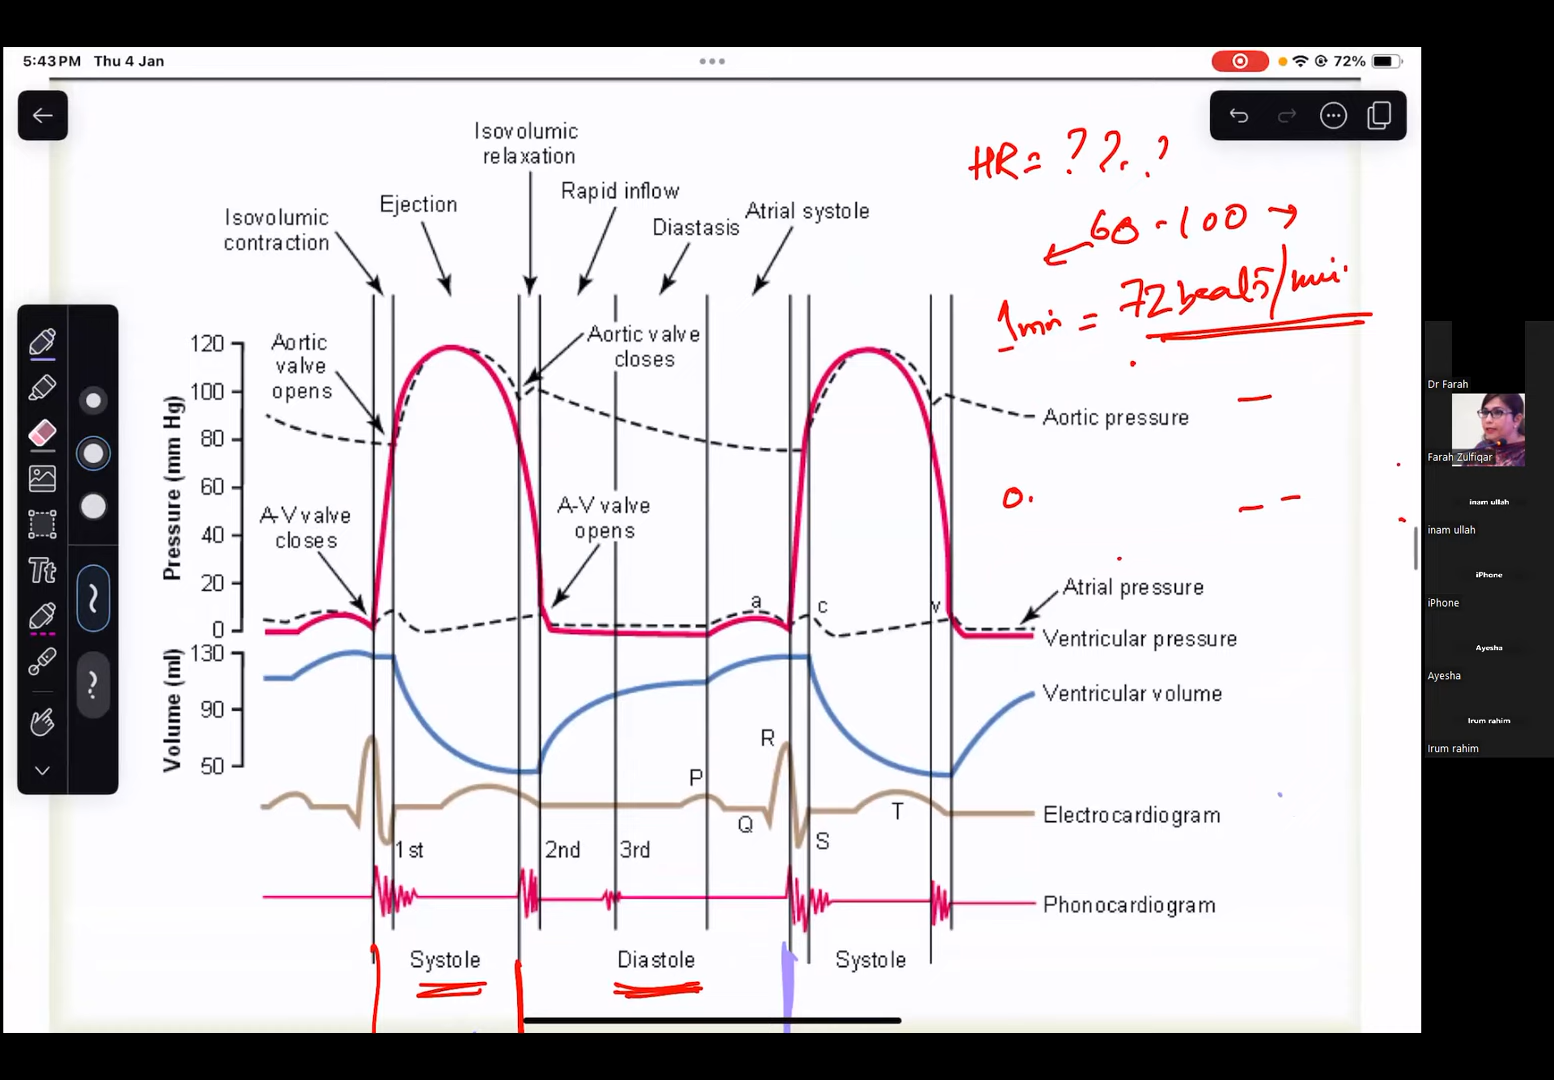 5:43 PM Thu 4 Jan
72%
Isovolumic
relaxation
Rapid inflow
Ejection
Isovolumic
contraction
Diastasis
Atrial systole
HR = ? ? . ?
60 - 100 →
1 min = 72 beats/min.
Pressure (mm Hg)
120
100
80
60
40
20
0
Aortic
valve
opens
Aortic valve
closes
Aortic pressure
A-V valve
closes
A-V valve
opens
a
c
v
Atrial pressure
Ventricular pressure
0.
Volume (ml)
130
90
50
Ventricular volume
R
P
Q
S
T
Electrocardiogram
1st
2nd
3rd
Phonocardiogram
Systole
Diastole
Systole
Tt
?
Dr Farah
Farah Zulfiqar
inam ullah
inam ullah
iPhone
iPhone
Ayesha
Ayesha
Irum rahim
Irum rahim